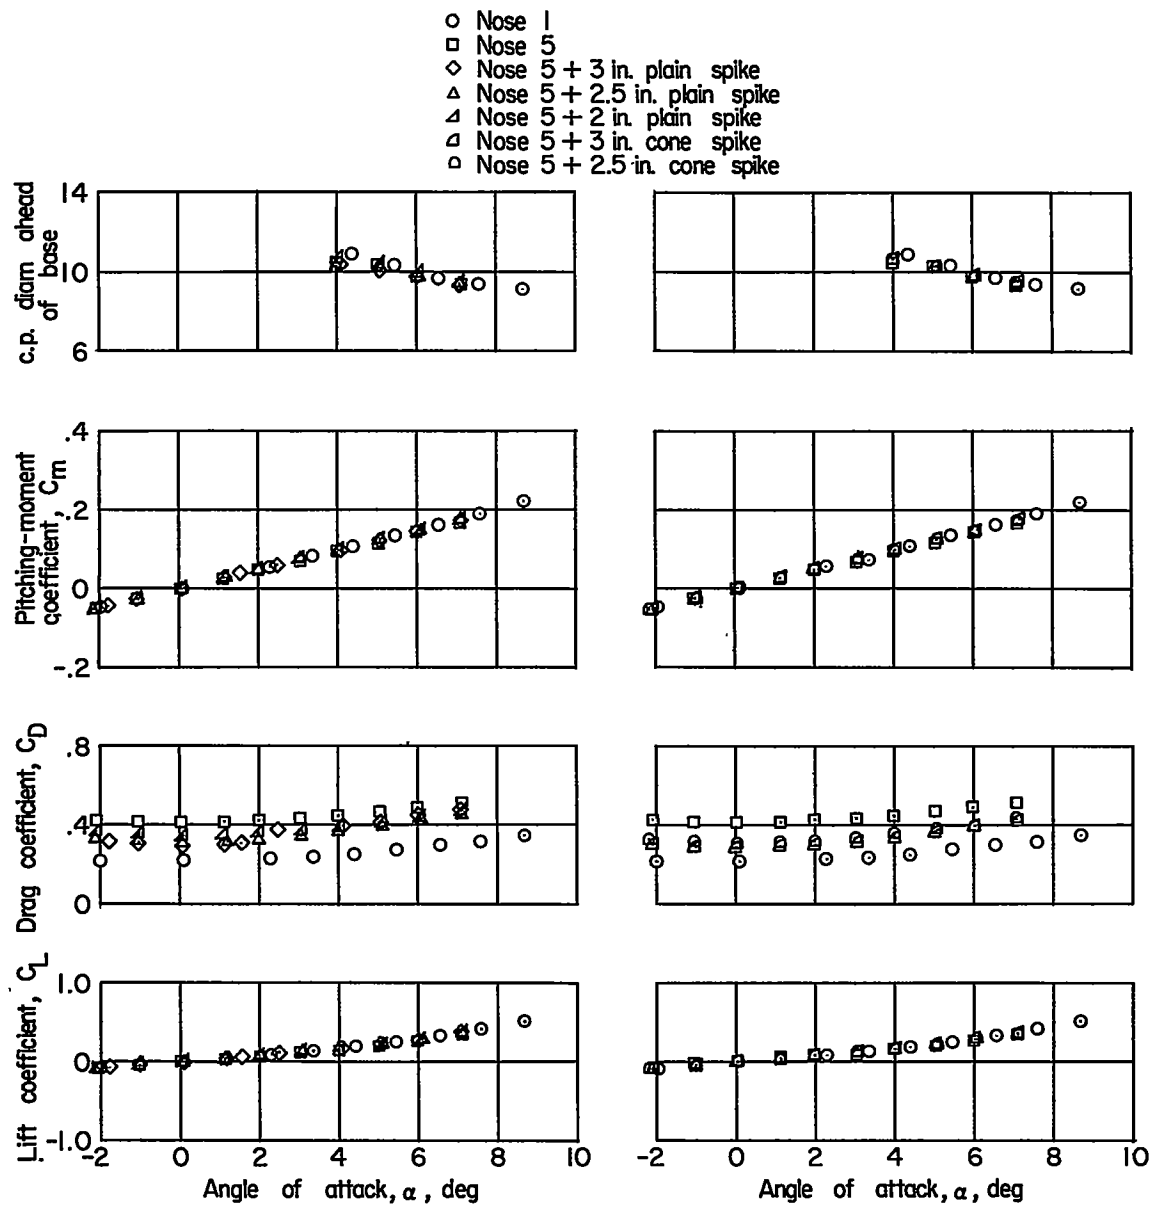 Nose 1
Nose 5
Nose 5 + 3 in. plain spike
Nose 5 + 2.5 in. plain spike
Nose 5 + 2 in. plain spike
Nose 5 + 3 in. cone spike
Nose 5 + 2.5 in. cone spike
c.p. diam ahead
of base
14
10
6
Pitching-moment
coefficient, Cm
.4
.2
0
-.2
Drag coefficient, CD
.8
.4
0
Lift coefficient, CL
1.0
0
-1.0
-2 0 2 4 6 8 10
-2 0 2 4 6 8 10
Angle of attack, α, deg
Angle of attack, α, deg